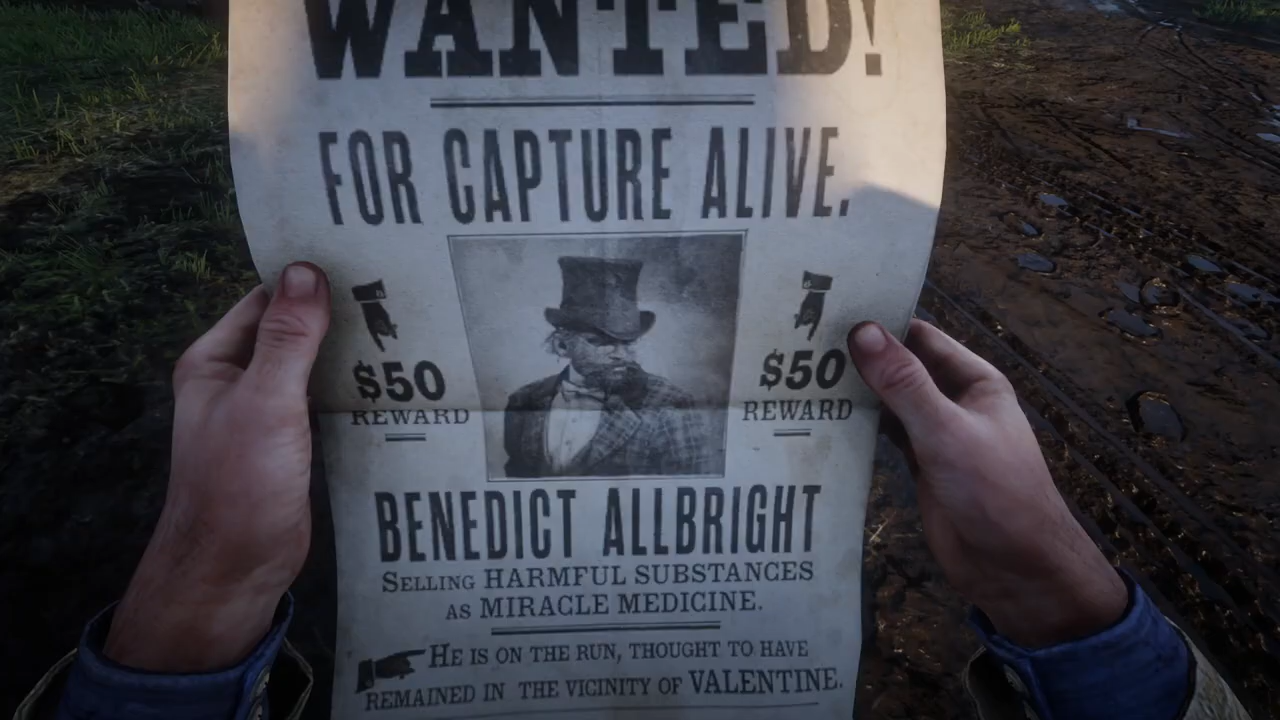 WANTED!
FOR CAPTURE ALIVE.
$50 $50
REWARD REWARD
BENEDICT ALLBRIGHT
SELLING HARMFUL SUBSTANCES
AS MIRACLE MEDICINE.
HE IS ON THE RUN, THOUGHT TO HAVE
REMAINED IN THE VICINITY OF VALENTINE.